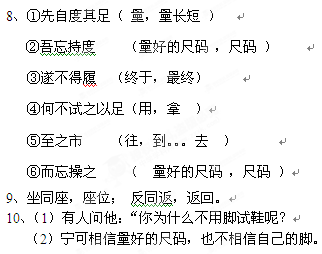 8、①先自度其足（ 量，量长短 ）
②吾忘持度 （量好的尺码 ，尺码 ）
③遂不得履 （终于，最终）
④何不试之以足（用，拿 ）
⑤至之市 （往，到。。。去 ）
⑥而忘操之 （ 量好的尺码 ，尺码 ）
9、坐同座，座位； 反同返，返回。
10、（1）有人问他：“你为什么不用脚试鞋呢？
（2）宁可相信量好的尺码，也不相信自己的脚。